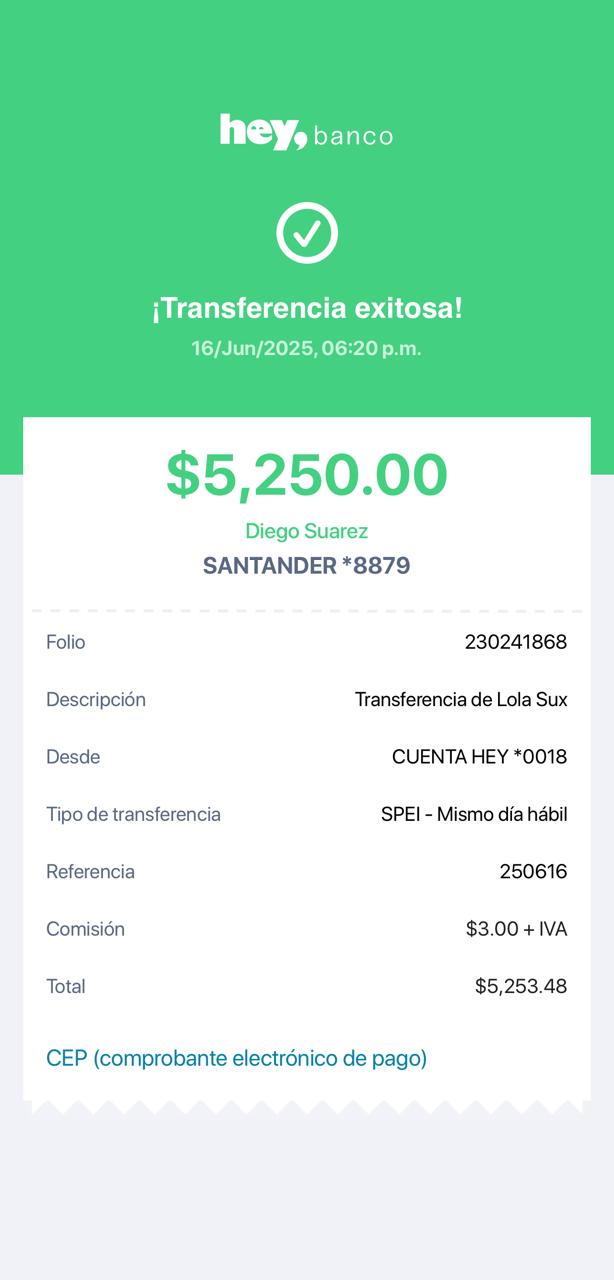 hey, banco
¡Transferencia exitosa!
16/Jun/2025, 06:20 p.m.
$5,250.00
Diego Suarez
SANTANDER *8879
Folio 230241868
Descripción Transferencia de Lola Sux
Desde CUENTA HEY *0018
Tipo de transferencia SPEI - Mismo día hábil
Referencia 250616
Comisión $3.00 + IVA
Total $5,253.48
CEP (comprobante electrónico de pago)